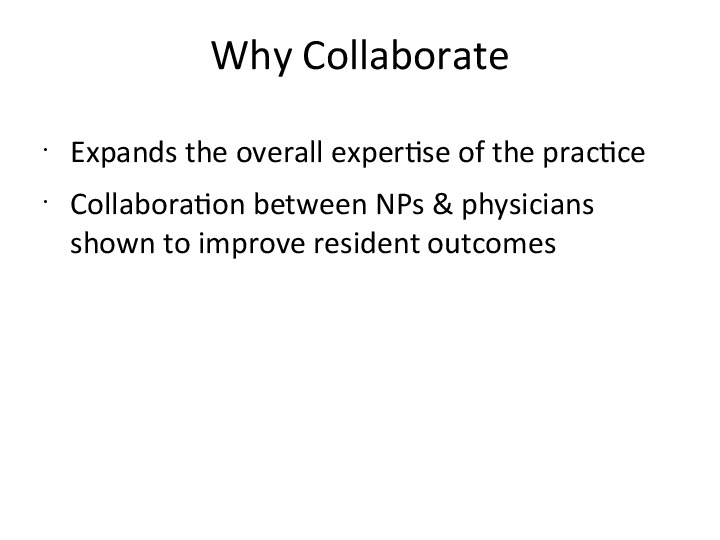 Why Collaborate
· Expands the overall expertise of the practice
· Collaboration between NPs & physicians
shown to improve resident outcomes